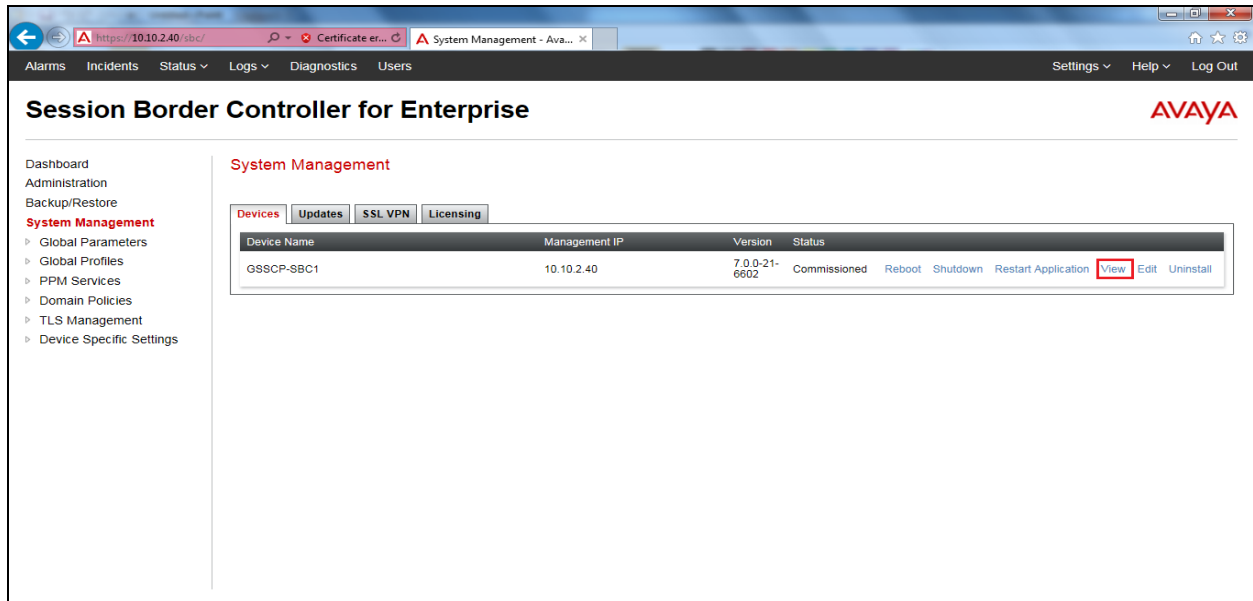 https://10.10.2.40/sbc/ Certificate er... System Management - Ava...
Alarms Incidents Status Logs Diagnostics Users Settings Help Log Out
Session Border Controller for Enterprise
AVAYA
Dashboard
Administration
Backup/Restore
System Management
Global Parameters
Global Profiles
PPM Services
Domain Policies
TLS Management
Device Specific Settings
System Management
Devices Updates SSL VPN Licensing
Device Name Management IP Version Status
GSSCP-SBC1 10.10.2.40 7.0.0-21- Commissioned Reboot Shutdown Restart Application View Edit Uninstall
6602